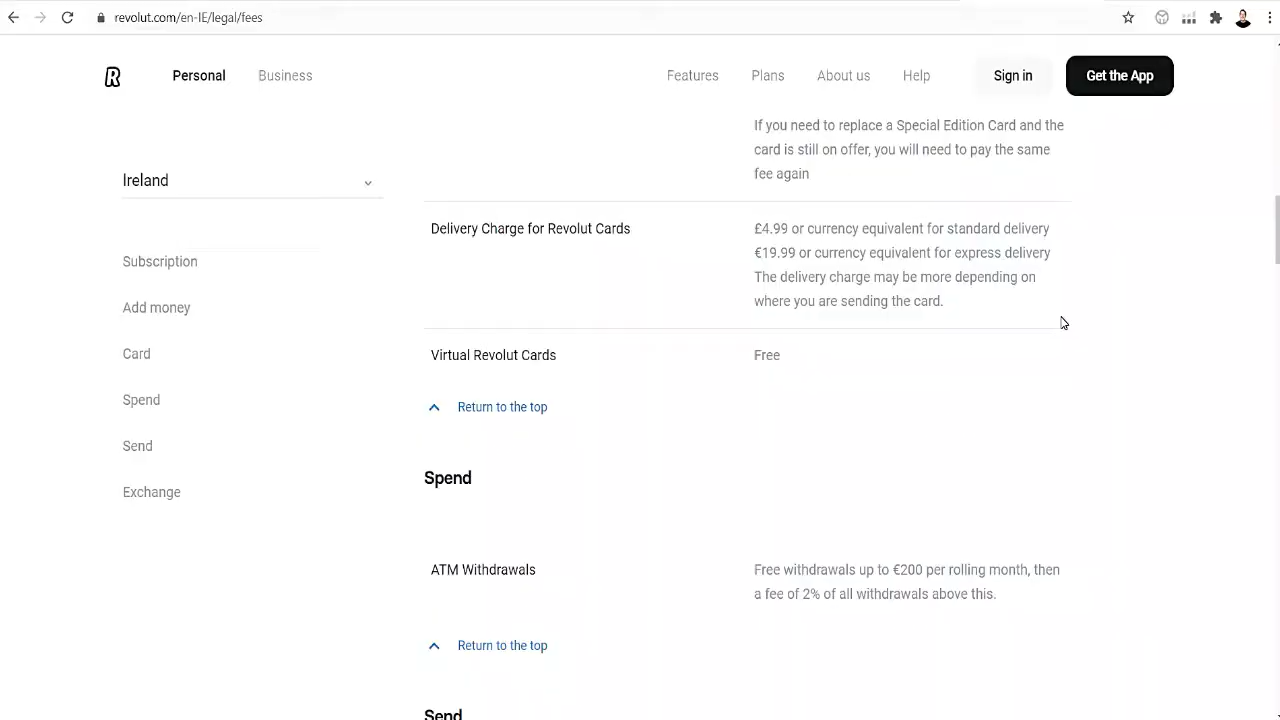 revolut.com/en-IE/legal/fees
R Personal Business Features Plans About us Help Sign in Get the App
If you need to replace a Special Edition Card and the
card is still on offer, you will need to pay the same
fee again
Ireland
Delivery Charge for Revolut Cards
£4.99 or currency equivalent for standard delivery
€19.99 or currency equivalent for express delivery
The delivery charge may be more depending on
where you are sending the card.
Subscription
Add money
Card
Spend
Send
Exchange
Virtual Revolut Cards
Free
Return to the top
Spend
ATM Withdrawals
Free withdrawals up to €200 per rolling month, then
a fee of 2% of all withdrawals above this.
Return to the top
Send